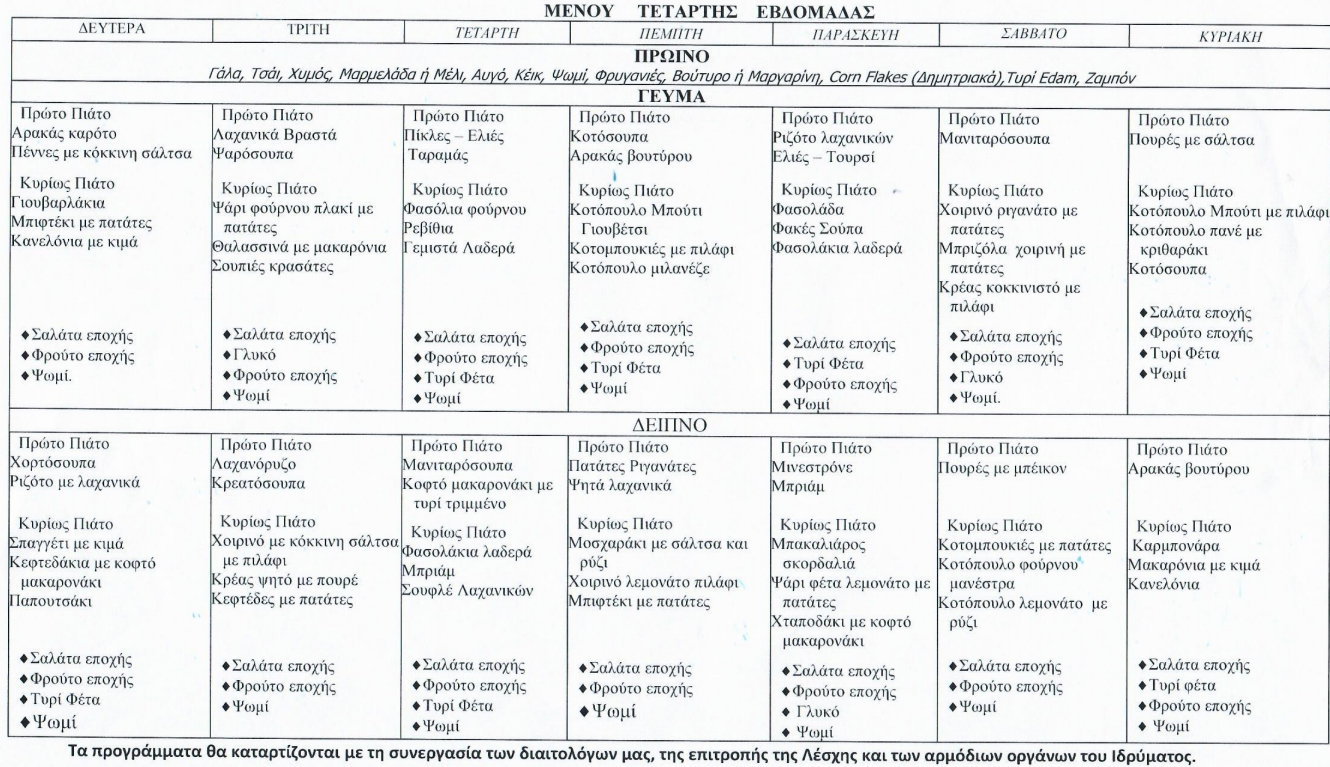 ΜΕΝΟΥ ΤΕΤΑΡΤΗΣ ΕΒΔΟΜΑΔΑΣ
ΔΕΥΤΕΡΑ
ΤΡΙΤΗ
ΤΕΤΑΡΤΗ
ΠΕΜΠΤΗ
ΠΑΡΑΣΚΕΥΗ
ΣΑΒΒΑΤΟ
ΚΥΡΙΑΚΗ
ΠΡΩΙΝΟ
Γάλα, Τσάι, Χυμός, Μαρμελάδα ή Μέλι, Αυγό, Κέικ, Ψωμί, Φρυγανιές, Βούτυρο ή Μαργαρίνη, Corn Flakes (Δημητριακά),Τυρί Edam, Ζαμπόν
ΓΕΥΜΑ
Πρώτο Πιάτο
Αρακάς καρότο
Πέννες με κόκκινη σάλτσα
Κυρίως Πιάτο
Γιουβαρλάκια
Μπιφτέκι με πατάτες
Κανελόνια με κιμά
♦Σαλάτα εποχής
♦Φρούτο εποχής
♦Ψωμί.
Πρώτο Πιάτο
Λαχανικά Βραστά
Ψαρόσουπα
Κυρίως Πιάτο
Ψάρι φούρνου πλακί με
πατάτες
Θαλασσινά με μακαρόνια
Σουπιές κρασάτες
♦Σαλάτα εποχής
♦Γλυκό
♦Φρούτο εποχής
♦Ψωμί
Πρώτο Πιάτο
Πίκλες – Ελιές
Ταραμάς
Κυρίως Πιάτο
Φασόλια φούρνου
Ρεβίθια
Γεμιστά Λαδερά
♦Σαλάτα εποχής
♦Φρούτο εποχής
♦Τυρί Φέτα
♦Ψωμί
Πρώτο Πιάτο
Κοτόσουπα
Αρακάς βουτύρου
Κυρίως Πιάτο
Κοτόπουλο Μπούτι
Γιουβέτσι
Κοτομπουκιές με πιλάφι
Κοτόπουλο μιλανέζε
♦Σαλάτα εποχής
♦Φρούτο εποχής
♦Τυρί Φέτα
♦Ψωμί
Πρώτο Πιάτο
Ριζότο λαχανικών
Ελιές – Τουρσί
Κυρίως Πιάτο
Φασολάδα
Φακές Σούπα
Φασολάκια λαδερά
♦Σαλάτα εποχής
♦Τυρί Φέτα
♦Φρούτο εποχής
♦Ψωμί
Πρώτο Πιάτο
Μανιταρόσουπα
Κυρίως Πιάτο
Χοιρινό ριγανάτο με
πατάτες
Μπριζόλα χοιρινή με
πατάτες
Κρέας κοκκινιστό με
πιλάφι
♦Σαλάτα εποχής
♦Φρούτο εποχής
♦Γλυκό
♦Ψωμί.
Πρώτο Πιάτο
Πουρές με σάλτσα
Κυρίως Πιάτο
Κοτόπουλο Μπούτι με πιλάφι
Κοτόπουλο πανέ με
κριθαράκι
Κοτόσουπα
♦Σαλάτα εποχής
♦Φρούτο εποχής
♦Τυρί Φέτα
♦Ψωμί
ΔΕΙΠΝΟ
Πρώτο Πιάτο
Χορτόσουπα
Ριζότο με λαχανικά
Κυρίως Πιάτο
Σπαγγέτι με κιμά
Κεφτεδάκια με κοφτό
μακαρονάκι
Παπουτσάκι
♦Σαλάτα εποχής
♦Φρούτο εποχής
♦Τυρί Φέτα
♦Ψωμί
Πρώτο Πιάτο
Λαχανόρυζο
Κρεατόσουπα
Κυρίως Πιάτο
Χοιρινό με κόκκινη σάλτσα
με πιλάφι
Κρέας ψητό με πουρέ
Κεφτέδες με πατάτες
♦Σαλάτα εποχής
♦Φρούτο εποχής
♦Ψωμί
Πρώτο Πιάτο
Μανιταρόσουπα
Κοφτό μακαρονάκι με
τυρί τριμμένο
Κυρίως Πιάτο
Φασολάκια λαδερά
Μπριάμ
Σουφλέ Λαχανικών
♦Σαλάτα εποχής
♦Φρούτο εποχής
♦Τυρί Φέτα
♦Ψωμί
Πρώτο Πιάτο
Πατάτες Ριγανάτες
Ψητά λαχανικά
Κυρίως Πιάτο
Μοσχαράκι με σάλτσα και
ρύζι
Χοιρινό λεμονάτο πιλάφι
Μπιφτέκι με πατάτες
♦Σαλάτα εποχής
♦Φρούτο εποχής
♦Ψωμί
Πρώτο Πιάτο
Μινεστρόνε
Μπριάμ
Κυρίως Πιάτο
Μπακαλιάρος
σκορδαλιά
Ψάρι φέτα λεμονάτο με
πατάτες
Χταποδάκι με κοφτό
μακαρονάκι
♦Σαλάτα εποχής
♦Φρούτο εποχής
♦ Γλυκό
♦ Ψωμί
Πρώτο Πιάτο
Πουρές με μπέικον
Κυρίως Πιάτο
Κοτομπουκιές με πατάτες
Κοτόπουλο φούρνου
μανέστρα
Κοτόπουλο λεμονάτο με
ρύζι
♦Σαλάτα εποχής
♦Φρούτο εποχής
♦Ψωμί
Πρώτο Πιάτο
Αρακάς βουτύρου
Κυρίως Πιάτο
Καρμπονάρα
Μακαρόνια με κιμά
Κανελόνια
♦Σαλάτα εποχής
♦Τυρί φέτα
♦Φρούτο εποχής
♦ Ψωμί
Τα προγράμματα θα καταρτίζονται με τη συνεργασία των διαιτολόγων μας, της επιτροπής της Λέσχης και των αρμόδιων οργάνων του Ιδρύματος.